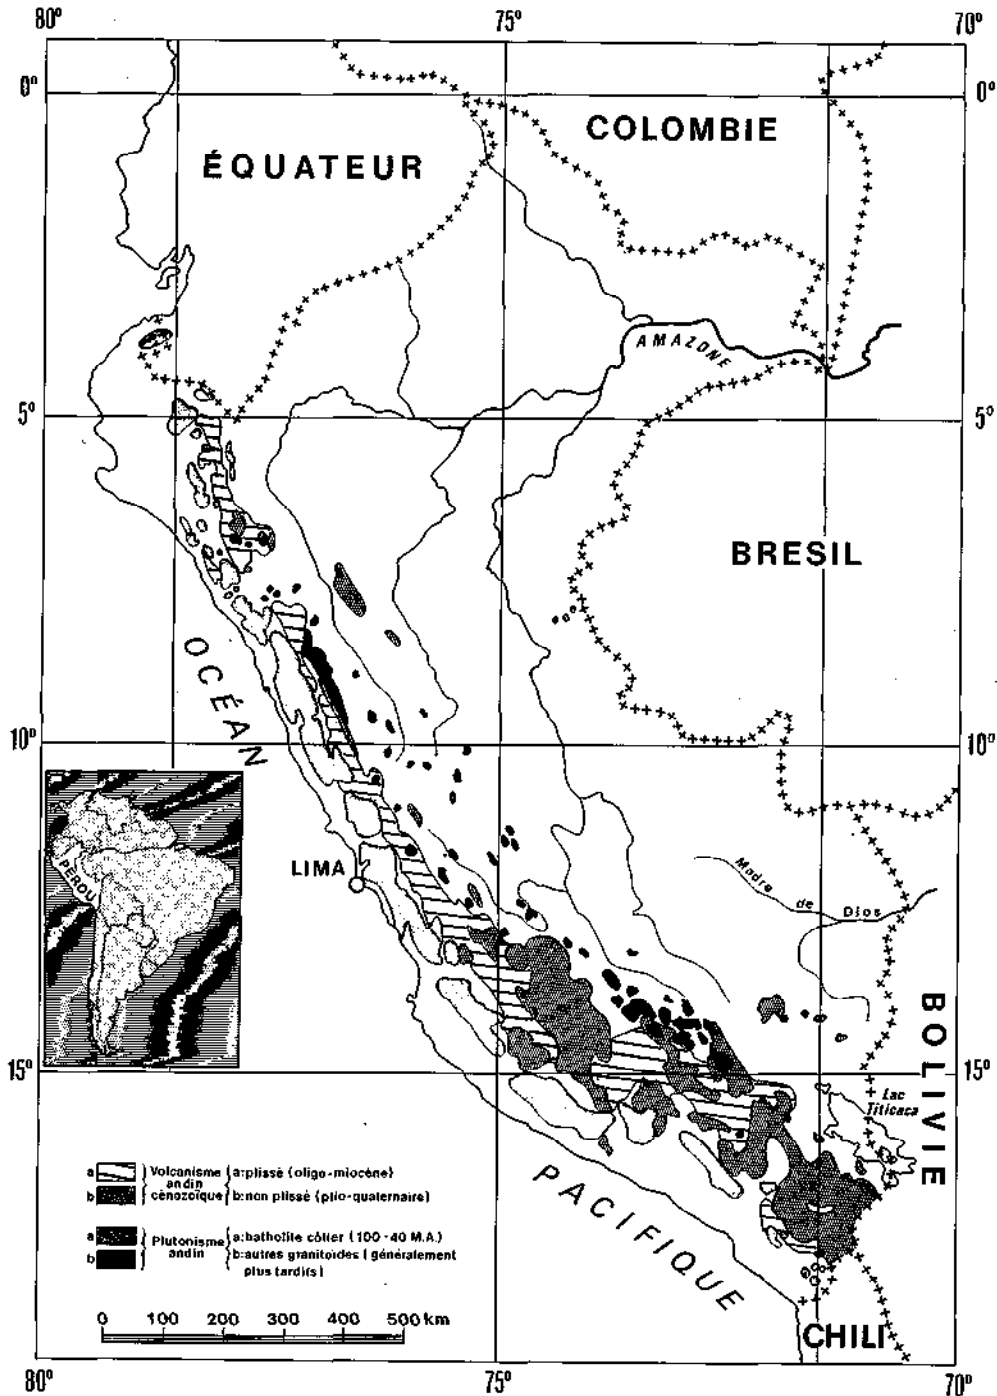 80°
75°
70°
0°
0°
COLOMBIE
ÉQUATEUR
AMAZONE
5°
5°
BRESIL
OCÉAN
10°
10°
PÉROU
LIMA
Madre
de
Dios
BOLIVIE
15°
15°
Lac
Titicaca
PACIFIQUE
a Volcanisme a:plissé (oligo-miocène)
andin
b cénozoïque b:non plissé (plio-quaternaire)
a Plutonisme a:batholite côtier (100-40 M.A.)
b andin b:autres granitoïdes (généralement
plus tardifs)
0 100 200 300 400 500 km
CHILI
80°
75°
70°